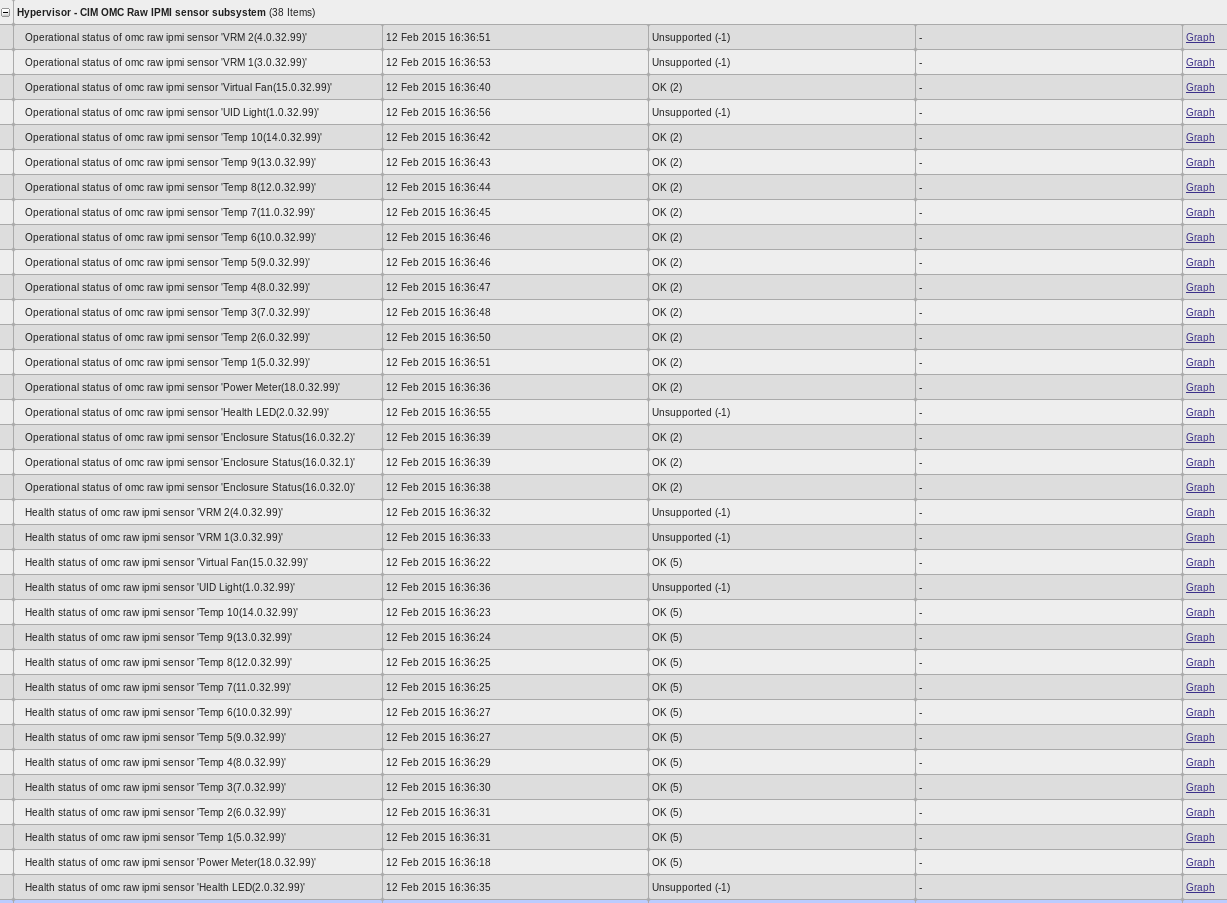 Hypervisor - CIM OMC Raw IPMI sensor subsystem (38 Items)
Operational status of omc raw ipmi sensor 'VRM 2(4.0.32.99)' 12 Feb 2015 16:36:51 Unsupported (-1) - Graph
Operational status of omc raw ipmi sensor 'VRM 1(3.0.32.99)' 12 Feb 2015 16:36:53 Unsupported (-1) - Graph
Operational status of omc raw ipmi sensor 'Virtual Fan(15.0.32.99)' 12 Feb 2015 16:36:40 OK (2) - Graph
Operational status of omc raw ipmi sensor 'UID Light(1.0.32.99)' 12 Feb 2015 16:36:56 Unsupported (-1) - Graph
Operational status of omc raw ipmi sensor 'Temp 10(14.0.32.99)' 12 Feb 2015 16:36:42 OK (2) - Graph
Operational status of omc raw ipmi sensor 'Temp 9(13.0.32.99)' 12 Feb 2015 16:36:43 OK (2) - Graph
Operational status of omc raw ipmi sensor 'Temp 8(12.0.32.99)' 12 Feb 2015 16:36:44 OK (2) - Graph
Operational status of omc raw ipmi sensor 'Temp 7(11.0.32.99)' 12 Feb 2015 16:36:45 OK (2) - Graph
Operational status of omc raw ipmi sensor 'Temp 6(10.0.32.99)' 12 Feb 2015 16:36:46 OK (2) - Graph
Operational status of omc raw ipmi sensor 'Temp 5(9.0.32.99)' 12 Feb 2015 16:36:46 OK (2) - Graph
Operational status of omc raw ipmi sensor 'Temp 4(8.0.32.99)' 12 Feb 2015 16:36:47 OK (2) - Graph
Operational status of omc raw ipmi sensor 'Temp 3(7.0.32.99)' 12 Feb 2015 16:36:48 OK (2) - Graph
Operational status of omc raw ipmi sensor 'Temp 2(6.0.32.99)' 12 Feb 2015 16:36:50 OK (2) - Graph
Operational status of omc raw ipmi sensor 'Temp 1(5.0.32.99)' 12 Feb 2015 16:36:51 OK (2) - Graph
Operational status of omc raw ipmi sensor 'Power Meter(18.0.32.99)' 12 Feb 2015 16:36:36 OK (2) - Graph
Operational status of omc raw ipmi sensor 'Health LED(2.0.32.99)' 12 Feb 2015 16:36:55 Unsupported (-1) - Graph
Operational status of omc raw ipmi sensor 'Enclosure Status(16.0.32.2)' 12 Feb 2015 16:36:39 OK (2) - Graph
Operational status of omc raw ipmi sensor 'Enclosure Status(16.0.32.1)' 12 Feb 2015 16:36:39 OK (2) - Graph
Operational status of omc raw ipmi sensor 'Enclosure Status(16.0.32.0)' 12 Feb 2015 16:36:38 OK (2) - Graph
Health status of omc raw ipmi sensor 'VRM 2(4.0.32.99)' 12 Feb 2015 16:36:32 Unsupported (-1) - Graph
Health status of omc raw ipmi sensor 'VRM 1(3.0.32.99)' 12 Feb 2015 16:36:33 Unsupported (-1) - Graph
Health status of omc raw ipmi sensor 'Virtual Fan(15.0.32.99)' 12 Feb 2015 16:36:22 OK (5) - Graph
Health status of omc raw ipmi sensor 'UID Light(1.0.32.99)' 12 Feb 2015 16:36:36 Unsupported (-1) - Graph
Health status of omc raw ipmi sensor 'Temp 10(14.0.32.99)' 12 Feb 2015 16:36:23 OK (5) - Graph
Health status of omc raw ipmi sensor 'Temp 9(13.0.32.99)' 12 Feb 2015 16:36:24 OK (5) - Graph
Health status of omc raw ipmi sensor 'Temp 8(12.0.32.99)' 12 Feb 2015 16:36:25 OK (5) - Graph
Health status of omc raw ipmi sensor 'Temp 7(11.0.32.99)' 12 Feb 2015 16:36:25 OK (5) - Graph
Health status of omc raw ipmi sensor 'Temp 6(10.0.32.99)' 12 Feb 2015 16:36:27 OK (5) - Graph
Health status of omc raw ipmi sensor 'Temp 5(9.0.32.99)' 12 Feb 2015 16:36:27 OK (5) - Graph
Health status of omc raw ipmi sensor 'Temp 4(8.0.32.99)' 12 Feb 2015 16:36:29 OK (5) - Graph
Health status of omc raw ipmi sensor 'Temp 3(7.0.32.99)' 12 Feb 2015 16:36:30 OK (5) - Graph
Health status of omc raw ipmi sensor 'Temp 2(6.0.32.99)' 12 Feb 2015 16:36:31 OK (5) - Graph
Health status of omc raw ipmi sensor 'Temp 1(5.0.32.99)' 12 Feb 2015 16:36:31 OK (5) - Graph
Health status of omc raw ipmi sensor 'Power Meter(18.0.32.99)' 12 Feb 2015 16:36:18 OK (5) - Graph
Health status of omc raw ipmi sensor 'Health LED(2.0.32.99)' 12 Feb 2015 16:36:35 Unsupported (-1) - Graph